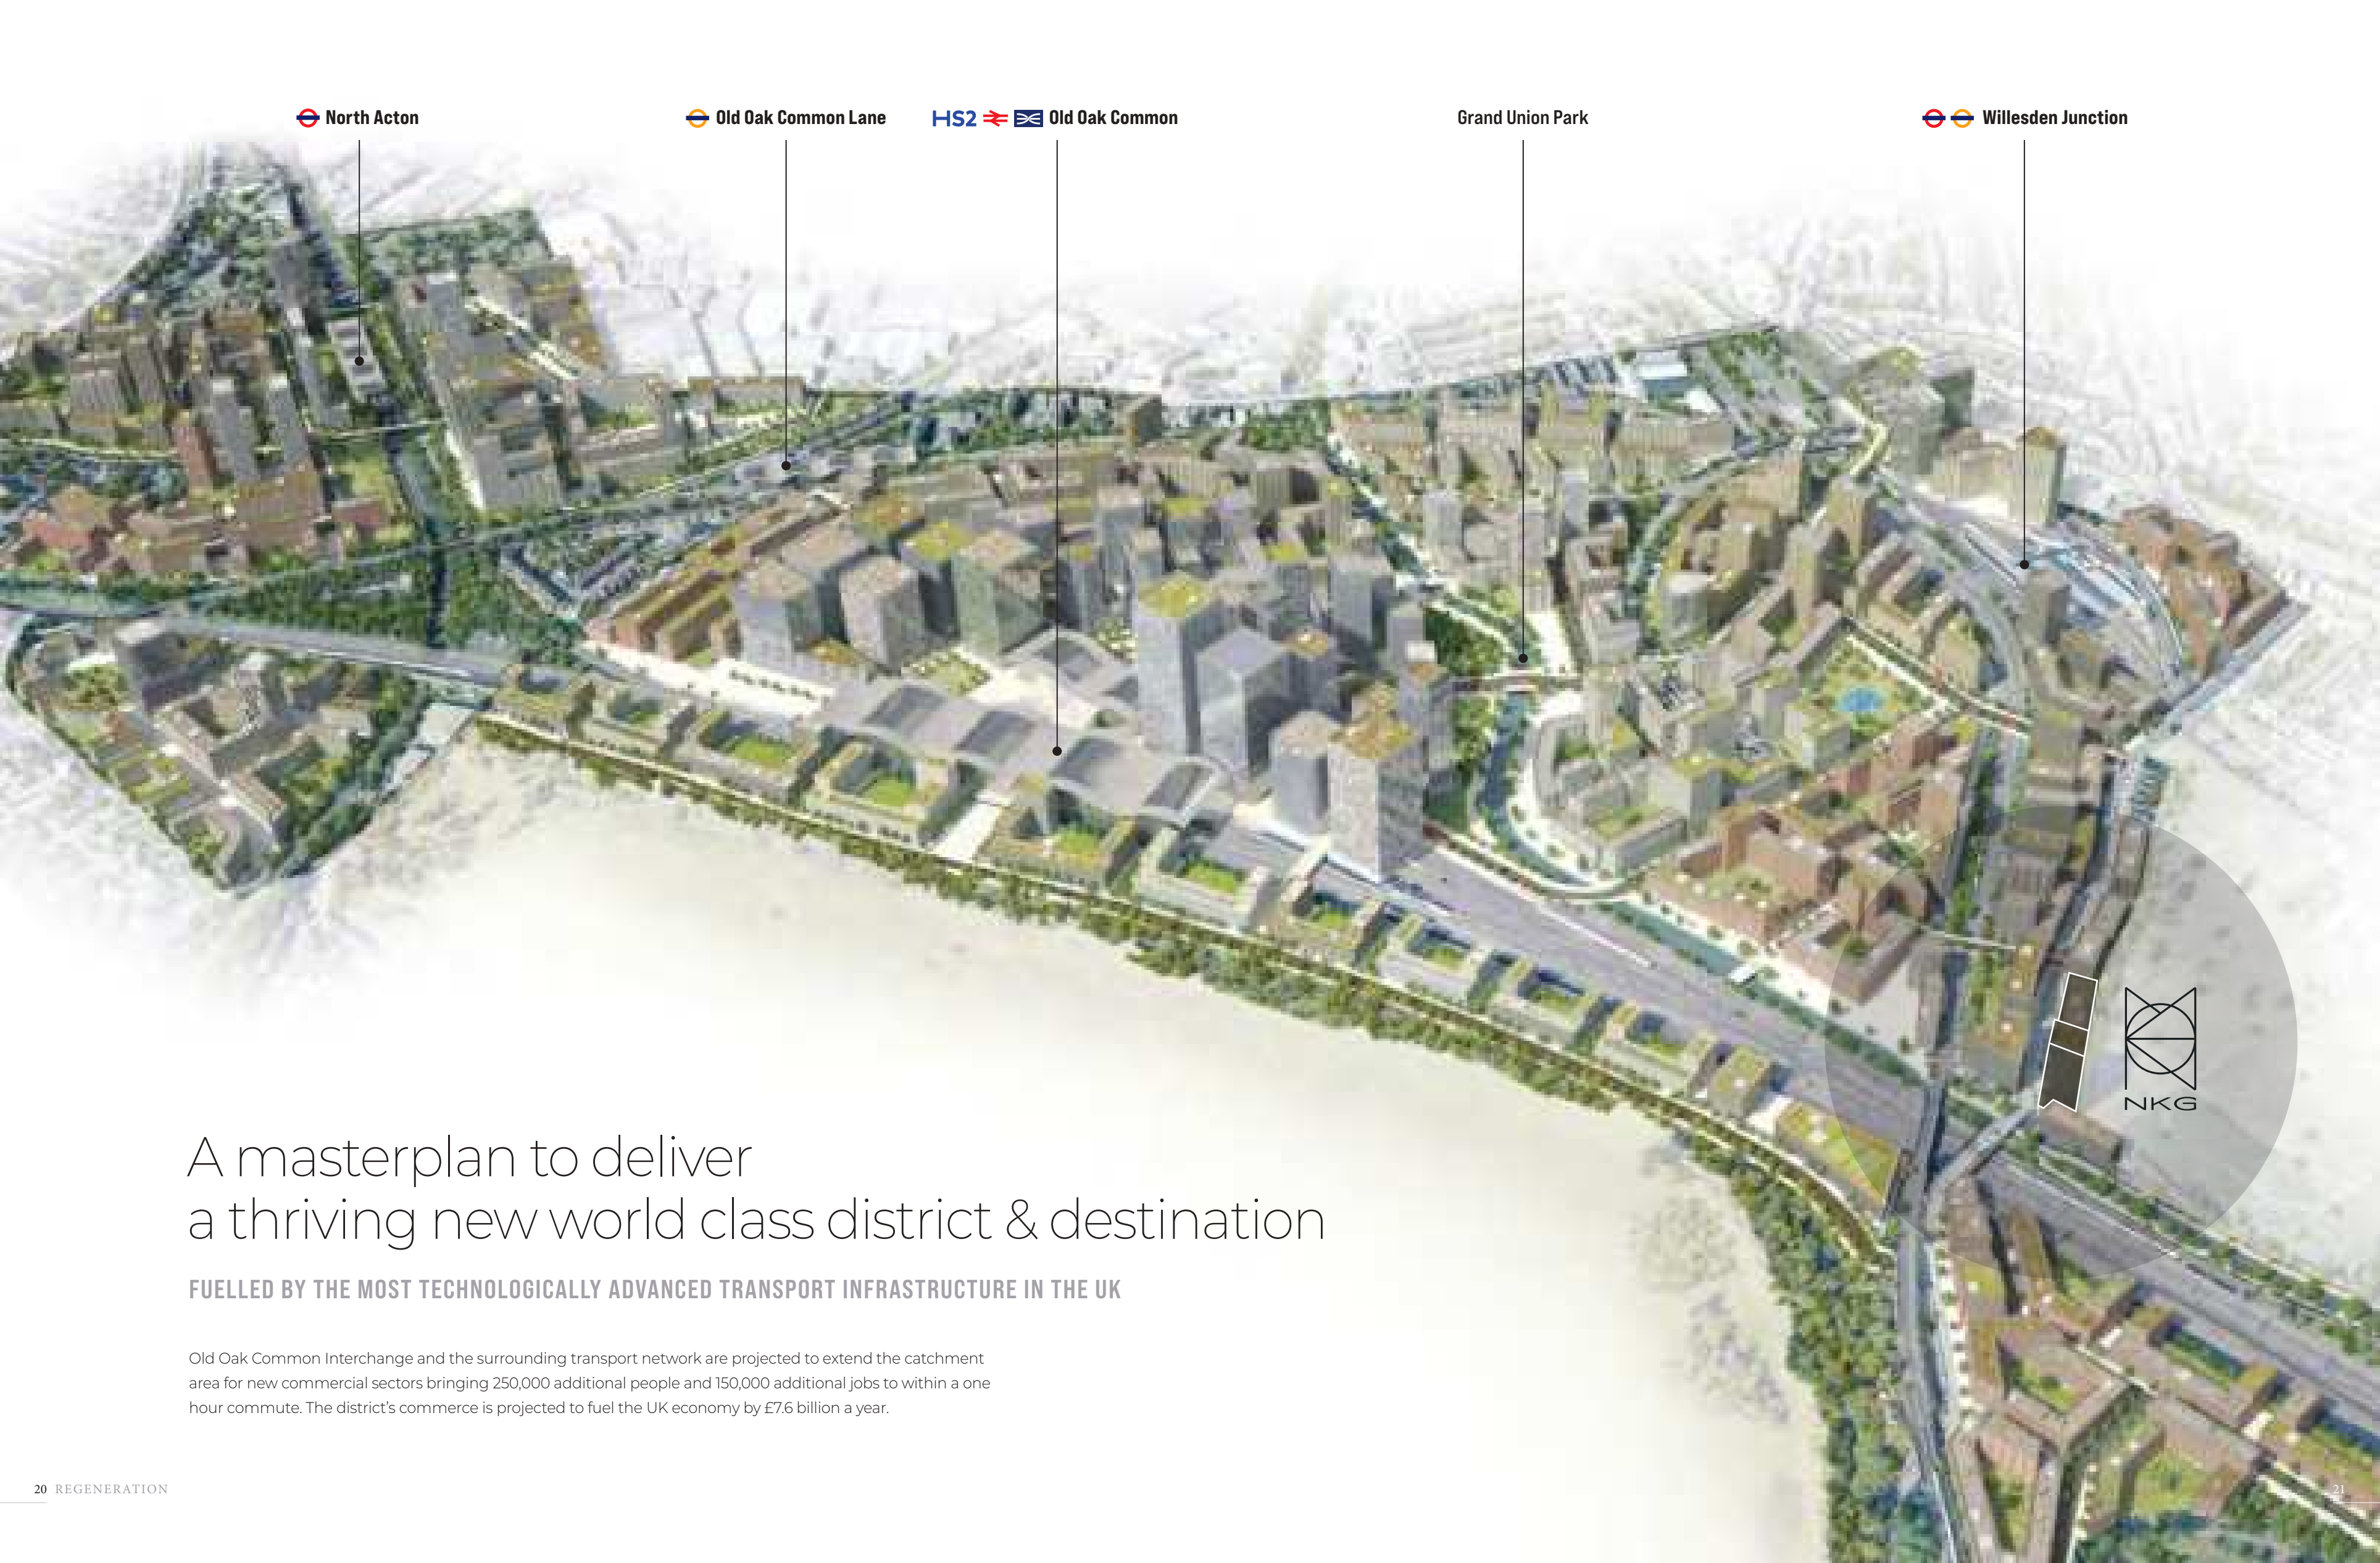 North Acton
Old Oak Common Lane
HS2 Old Oak Common
Grand Union Park
Willesden Junction
NKG
A masterplan to deliver
a thriving new world class district & destination
FUELLED BY THE MOST TECHNOLOGICALLY ADVANCED TRANSPORT INFRASTRUCTURE IN THE UK
Old Oak Common Interchange and the surrounding transport network are projected to extend the catchment
area for new commercial sectors bringing 250,000 additional people and 150,000 additional jobs to within a one
hour commute. The district's commerce is projected to fuel the UK economy by £7.6 billion a year.
20 REGENERATION
21